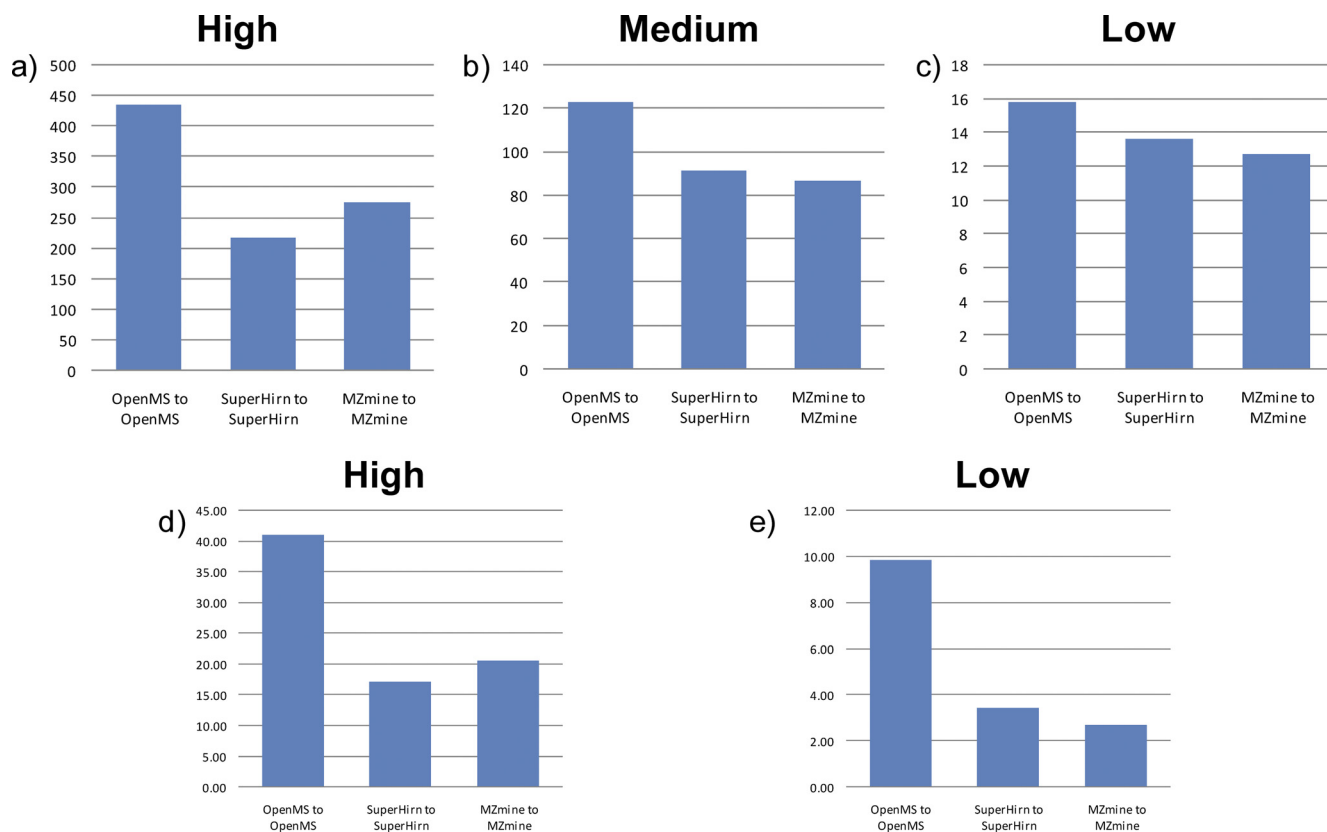 High
a)
500
450
400
350
300
250
200
150
100
50
0
OpenMS to
OpenMS
SuperHirn to
SuperHirn
MZmine to
MZmine
Medium
b)
140
120
100
80
60
40
20
0
OpenMS to
OpenMS
SuperHirn to
SuperHirn
MZmine to
MZmine
Low
c)
18
16
14
12
10
8
6
4
2
0
OpenMS to
OpenMS
SuperHirn to
SuperHirn
MZmine to
MZmine
High
d)
45.00
40.00
35.00
30.00
25.00
20.00
15.00
10.00
5.00
0.00
OpenMS to
OpenMS
SuperHirn to
SuperHirn
MZmine to
MZmine
Low
e)
12.00
10.00
8.00
6.00
4.00
2.00
0.00
OpenMS to
OpenMS
SuperHirn to
SuperHirn
MZmine to
MZmine